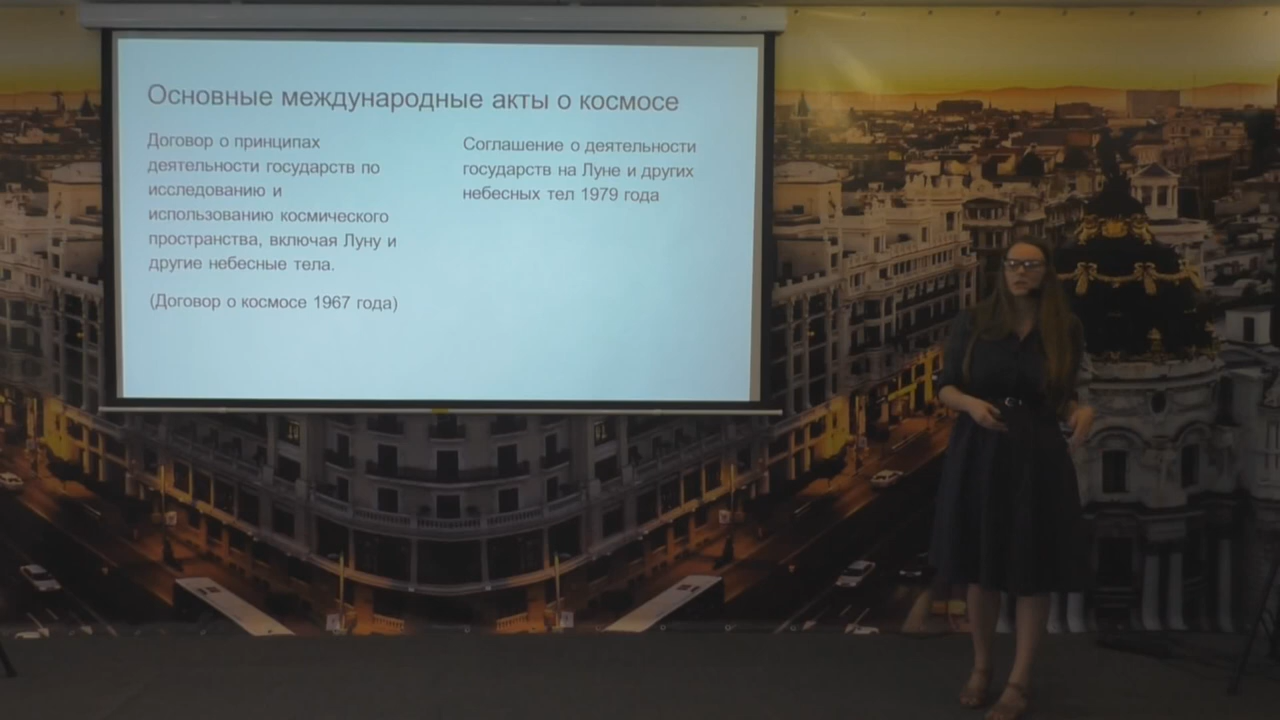 Основные международные акты о космосе
Договор о принципах
деятельности государств по
исследованию и
использованию космического
пространства, включая Луну и
другие небесные тела.
(Договор о космосе 1967 года)
Соглашение о деятельности
государств на Луне и других
небесных тел 1979 года